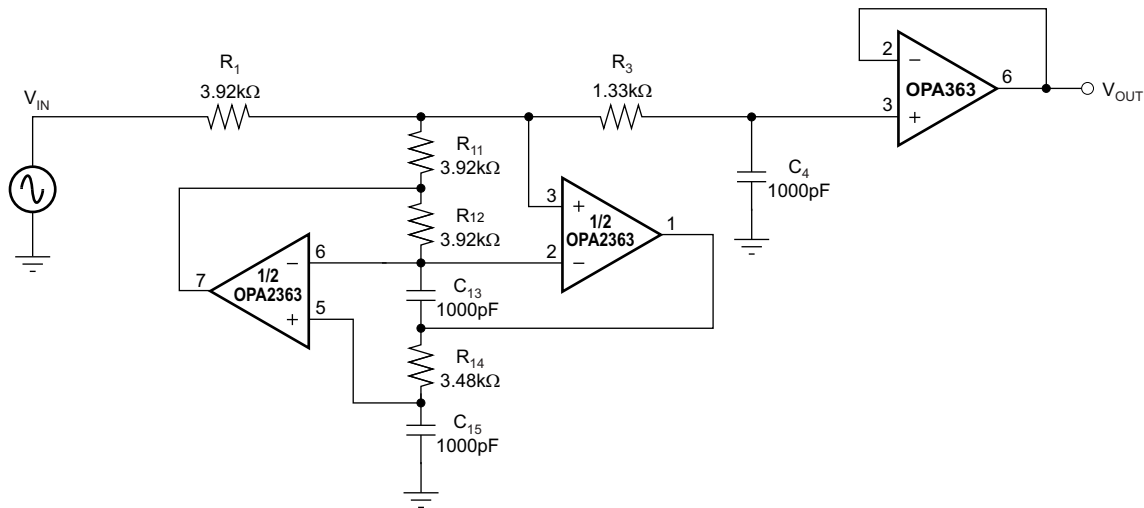 R1
3.92kΩ
VIN
R3
1.33kΩ
2
−
OPA363
6
3
+
VOUT
R11
3.92kΩ
C4
1000pF
R12
3.92kΩ
3
+
1/2
OPA2363
1
2
−
6
−
1/2
OPA2363
7
5
+
C13
1000pF
R14
3.48kΩ
C15
1000pF